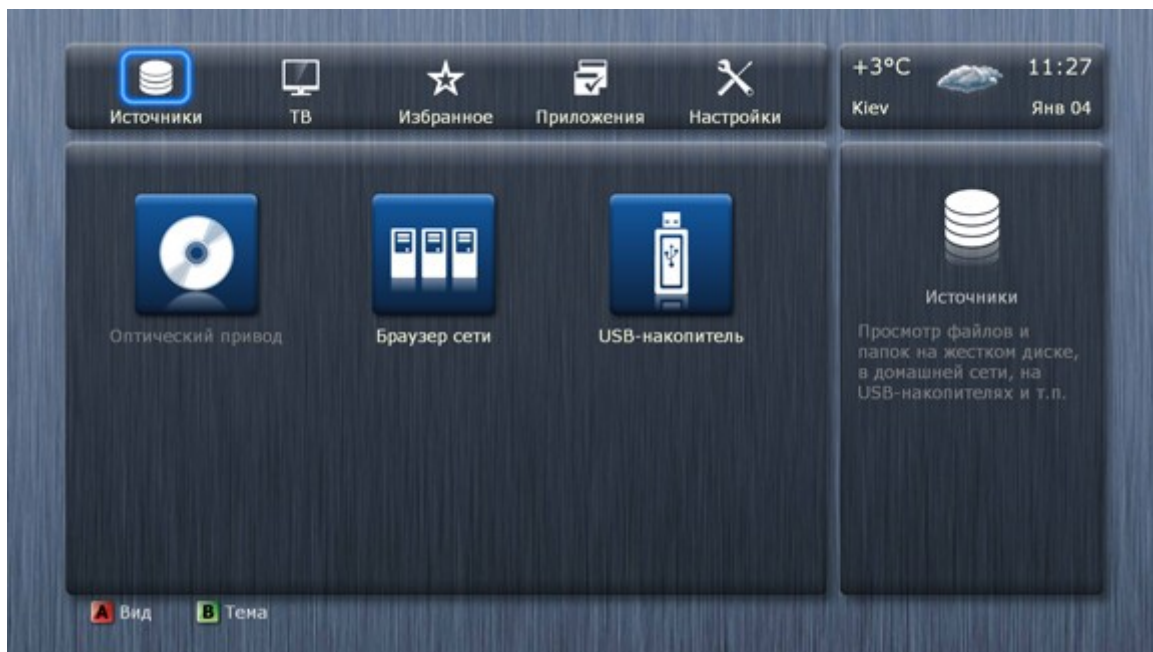 Источники ТВ Избранное Приложения Настройки
+3°C 11:27
Kiev Янв 04
Оптический привод Браузер сети USB-накопитель
Источники
Просмотр файлов и
папок на жестком диске,
в домашней сети, на
USB-накопителях и т.п.
A Вид B Тема